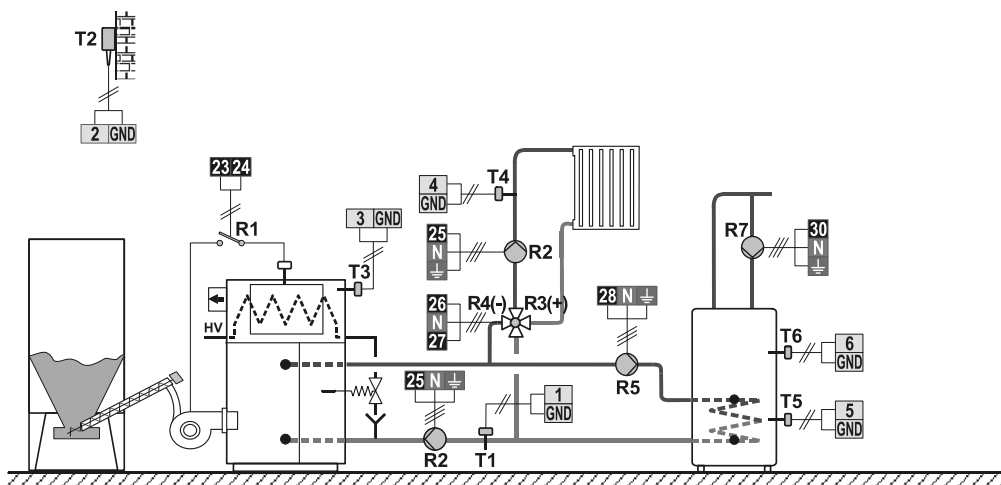 T2
2 GND
23 24
R1
3 GND
T3
HV
4
GND
T4
25
N
R2
26
N
27
R4(-) R3(+)
28 N
R5
25 N
R2
1
GND
T1
R7
30
N
T6
6
GND
T5
5
GND